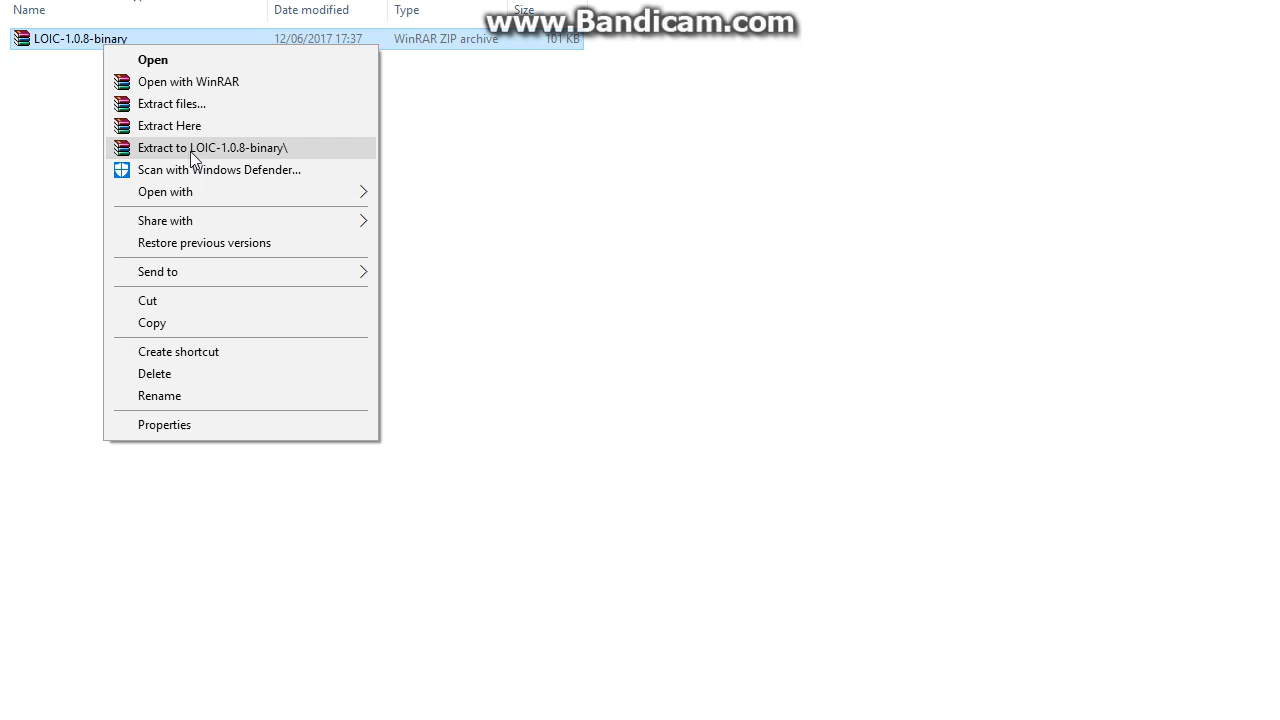 Name Date modified Type Size
www.Bandicam.com
LOIC-1.0.8-binary 12/06/2017 17:37 WinRAR ZIP archive 101 KB
Open
Open with WinRAR
Extract files...
Extract Here
Extract to LOIC-1.0.8-binary\
Scan with Windows Defender...
Open with
Share with
Restore previous versions
Send to
Cut
Copy
Create shortcut
Delete
Rename
Properties